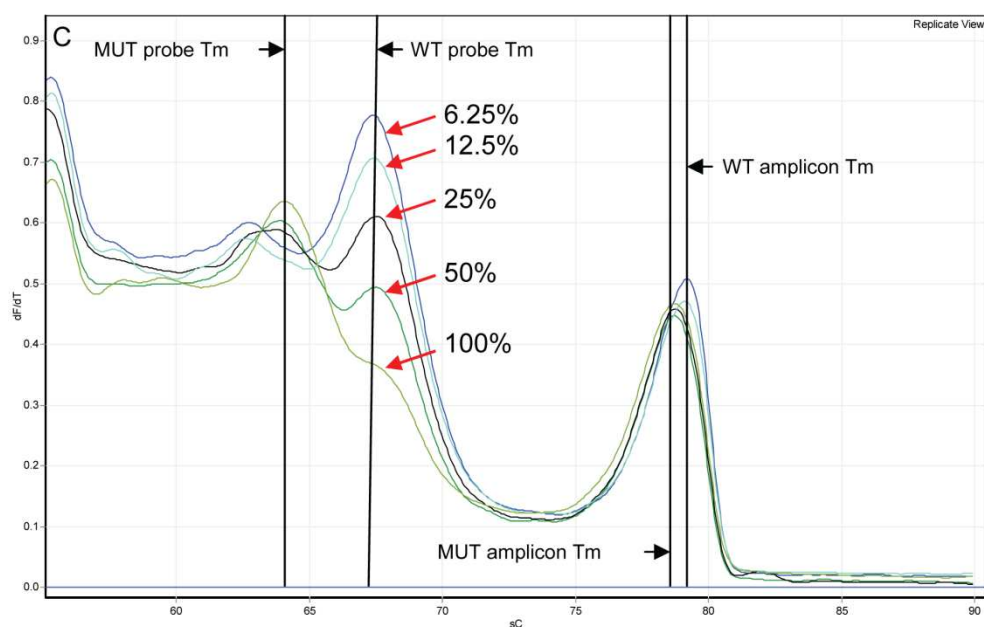 C
Replicate View
MUT probe Tm
WT probe Tm
6.25%
12.5%
25%
50%
100%
WT amplicon Tm
MUT amplicon Tm
dF/dT
0.9
0.8
0.7
0.6
0.5
0.4
0.3
0.2
0.1
0.0
60 65 70 75 80 85 90
sC